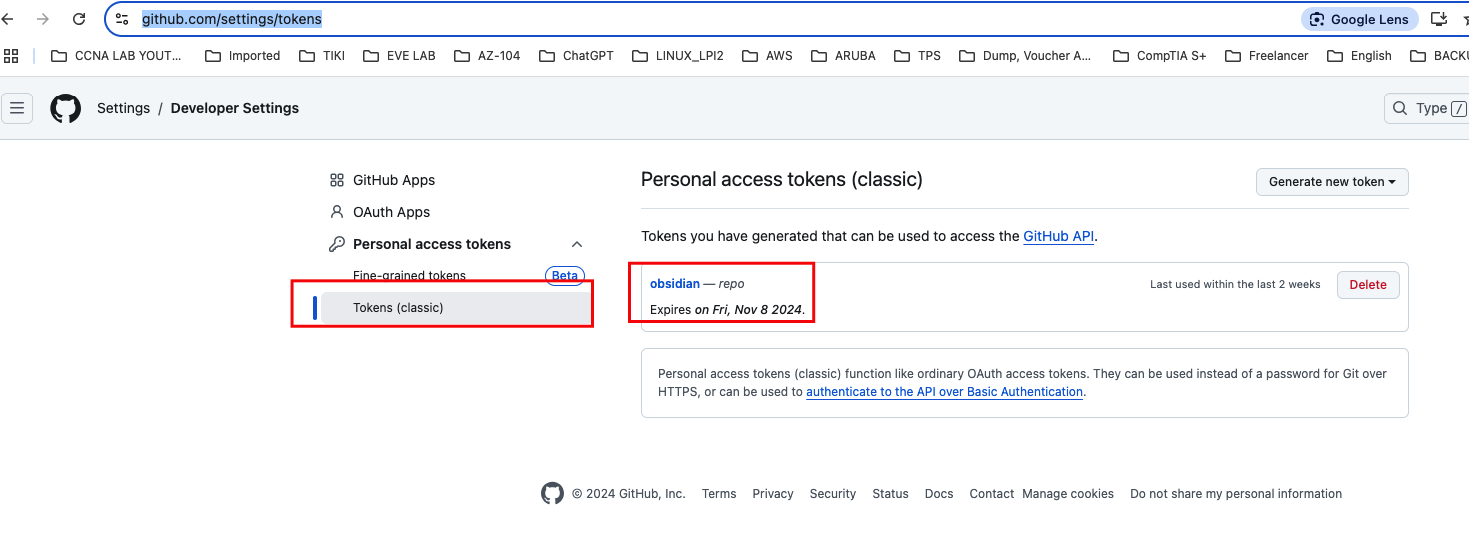 github.com/settings/tokens
Google Lens
CCNA LAB YOUT... Imported TIKI EVE LAB AZ-104 ChatGPT LINUX_LPI2 AWS ARUBA TPS Dump, Voucher A... CompTIA S+ Freelancer English BACKU
Settings / Developer Settings
Type /
GitHub Apps
OAuth Apps
Personal access tokens
Fine-grained tokens Beta
Tokens (classic)
Personal access tokens (classic)
Generate new token
Tokens you have generated that can be used to access the GitHub API.
obsidian — repo
Last used within the last 2 weeks
Delete
Expires on Fri, Nov 8 2024.
Personal access tokens (classic) function like ordinary OAuth access tokens. They can be used instead of a password for Git over
HTTPS, or can be used to authenticate to the API over Basic Authentication.
© 2024 GitHub, Inc. Terms Privacy Security Status Docs Contact Manage cookies Do not share my personal information